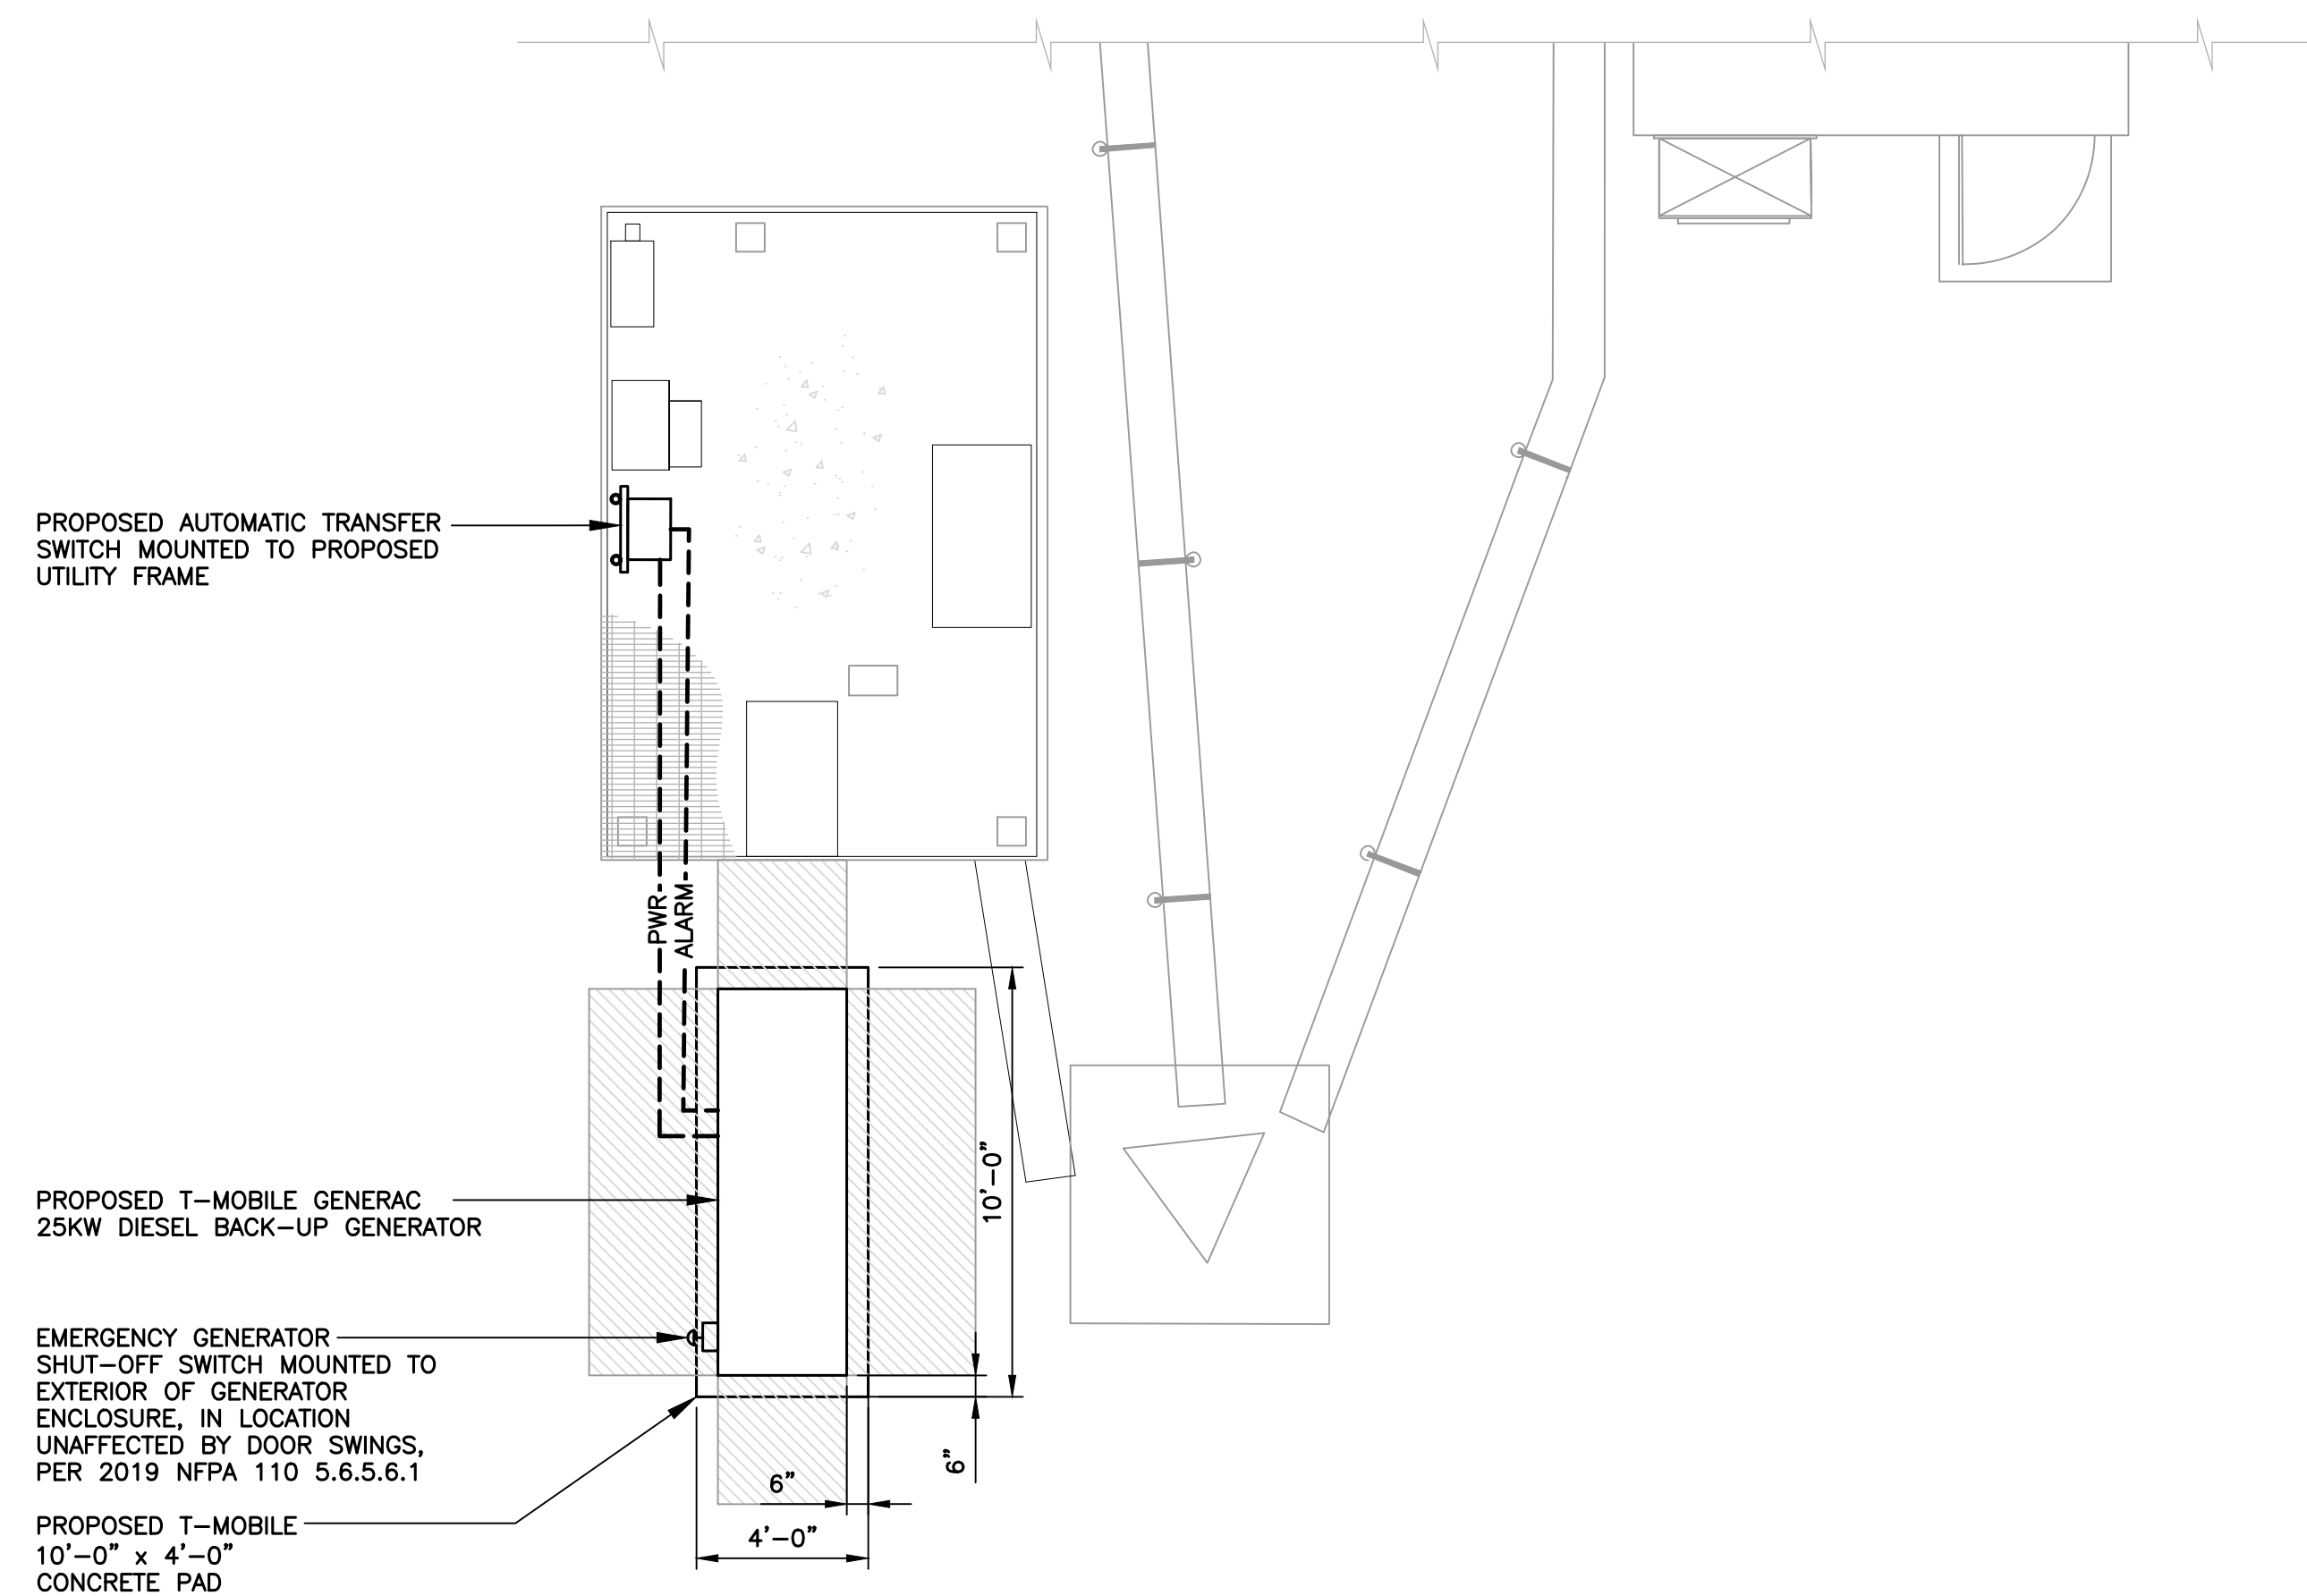 PROPOSED AUTOMATIC TRANSFER
SWITCH MOUNTED TO PROPOSED
UTILITY FRAME
PWR
ALARM
10'-0"
PROPOSED T-MOBILE GENERAC
25KW DIESEL BACK-UP GENERATOR
EMERGENCY GENERATOR
SHUT-OFF SWITCH MOUNTED TO
EXTERIOR OF GENERATOR
ENCLOSURE, IN LOCATION
UNAFFECTED BY DOOR SWINGS,
PER 2019 NFPA 110 5.6.5.6.1
6"
6"
4'-0"
PROPOSED T-MOBILE
10'-0" x 4'-0"
CONCRETE PAD